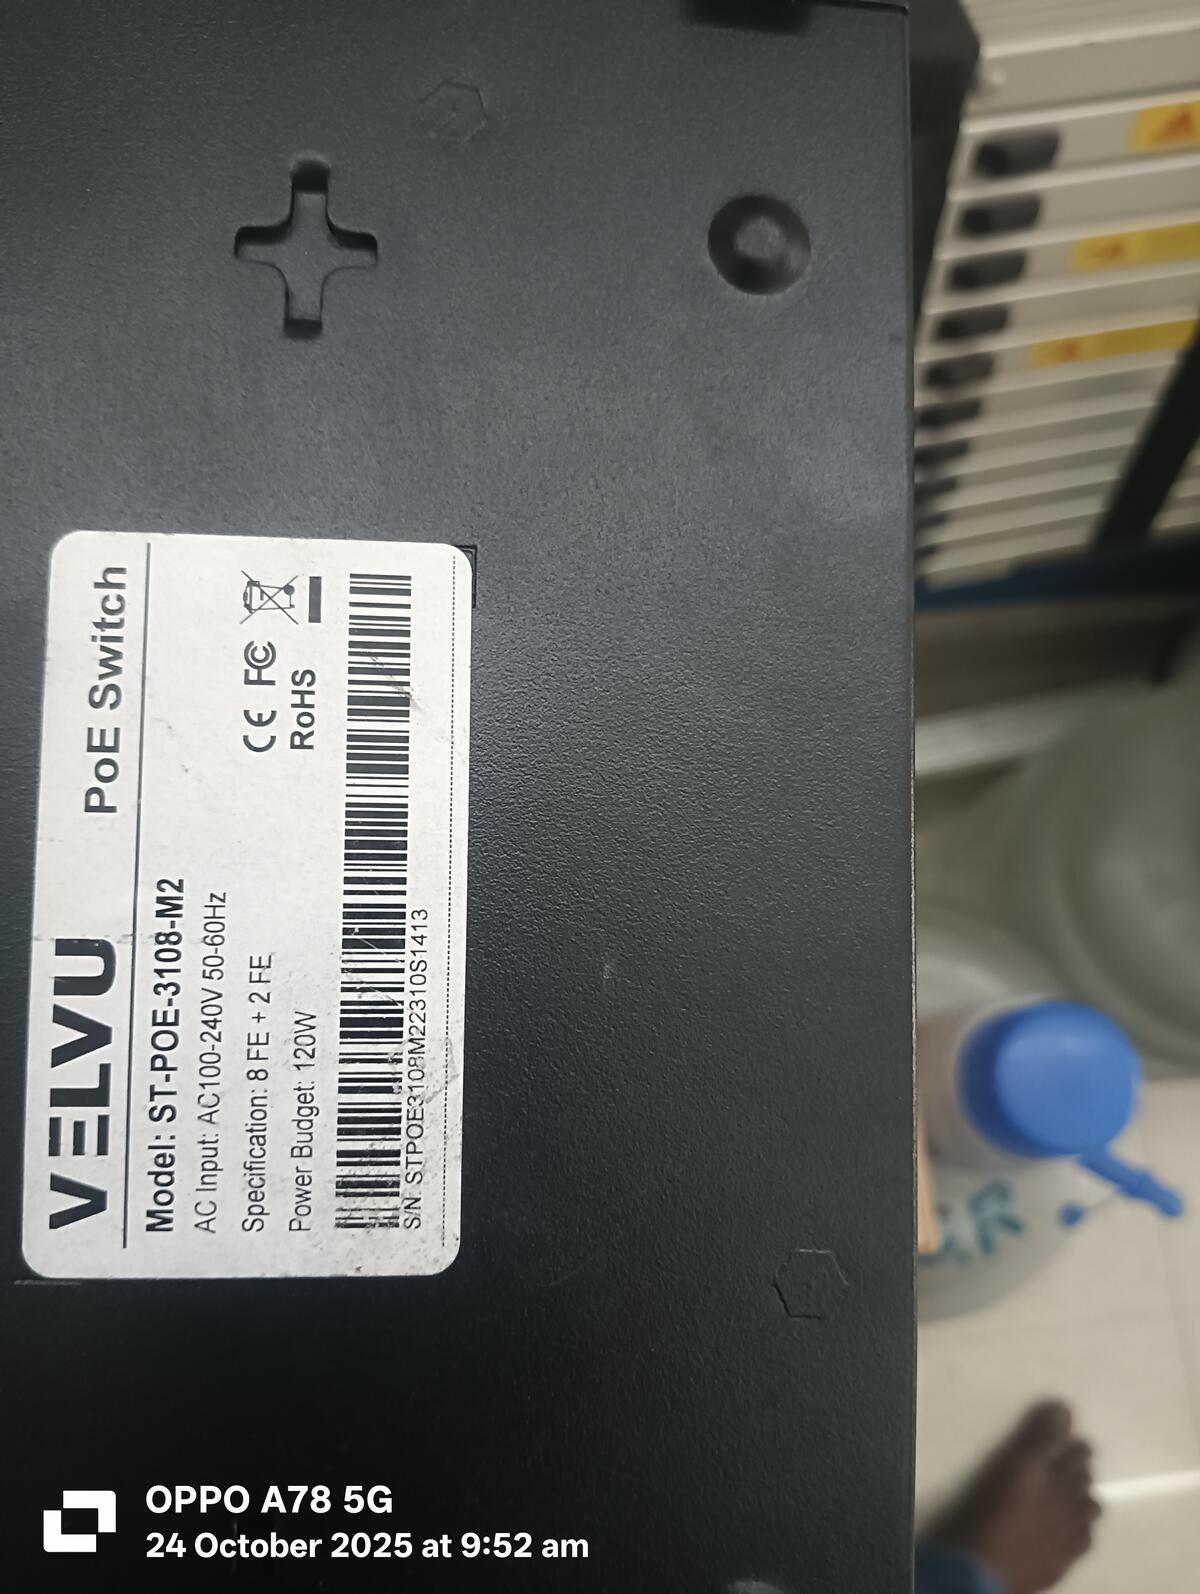 VELVU PoE Switch
Model: ST-POE-3108-M2
AC Input: AC100-240V 50-60Hz
Specification: 8 FE + 2 FE
CE FC
Power Budget: 120W
RoHS
S/N: STPOE3108M22310S1413
OPPO A78 5G
24 October 2025 at 9:52 am